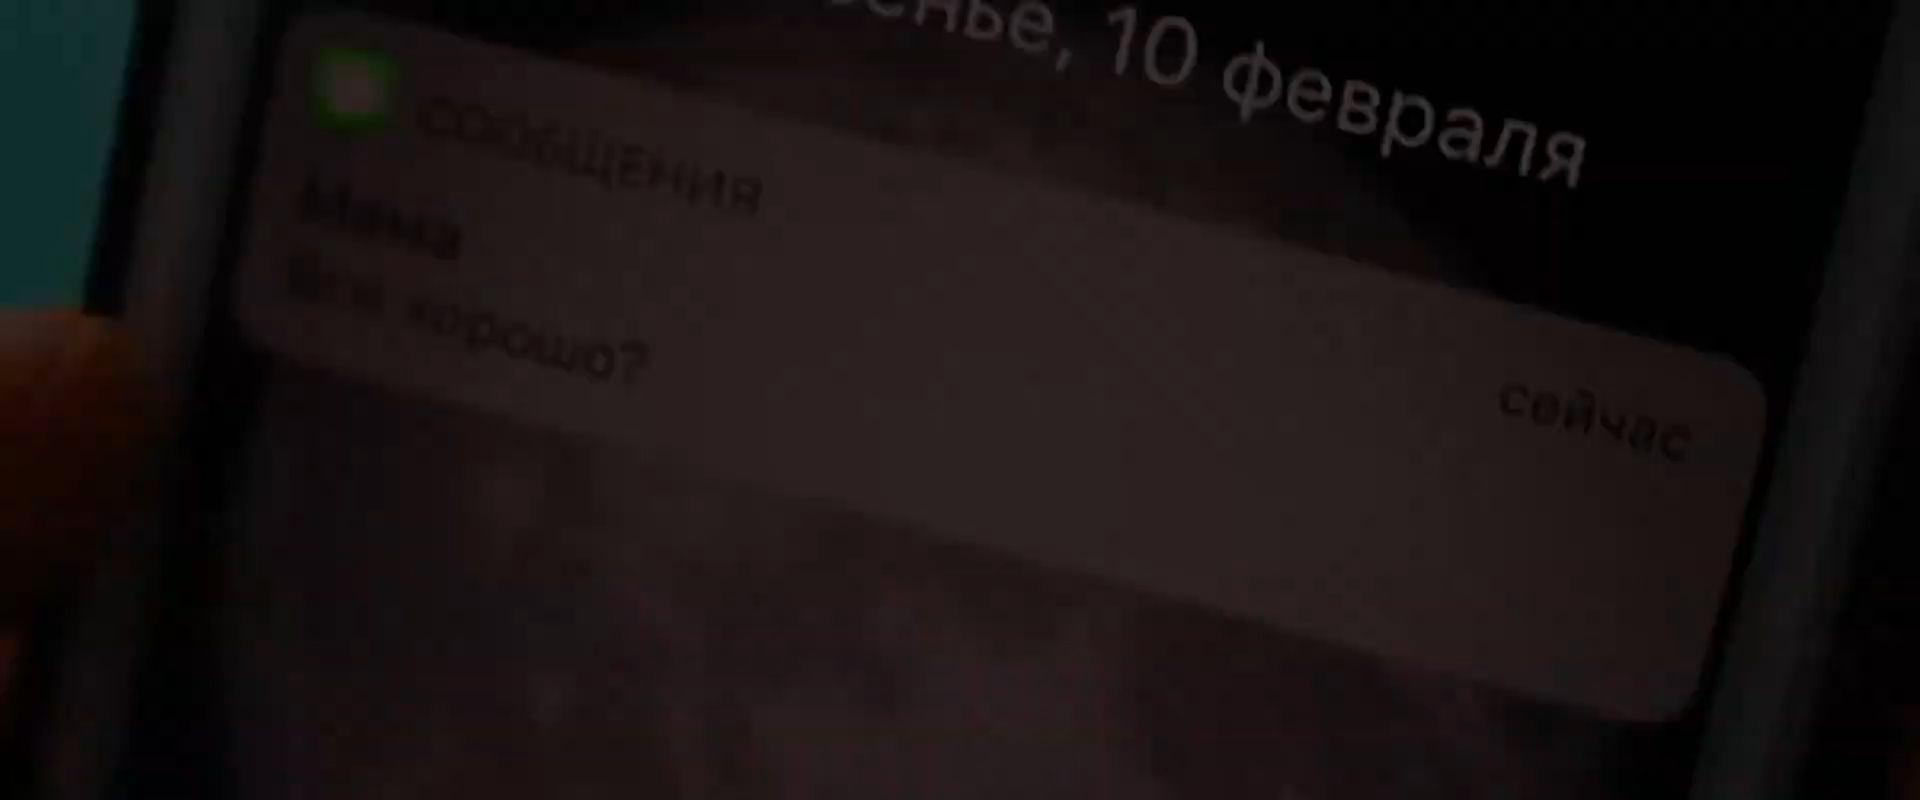 енье, 10 февраля
СООБЩЕНИЯ
сейчас
Мама
Все хорошо?